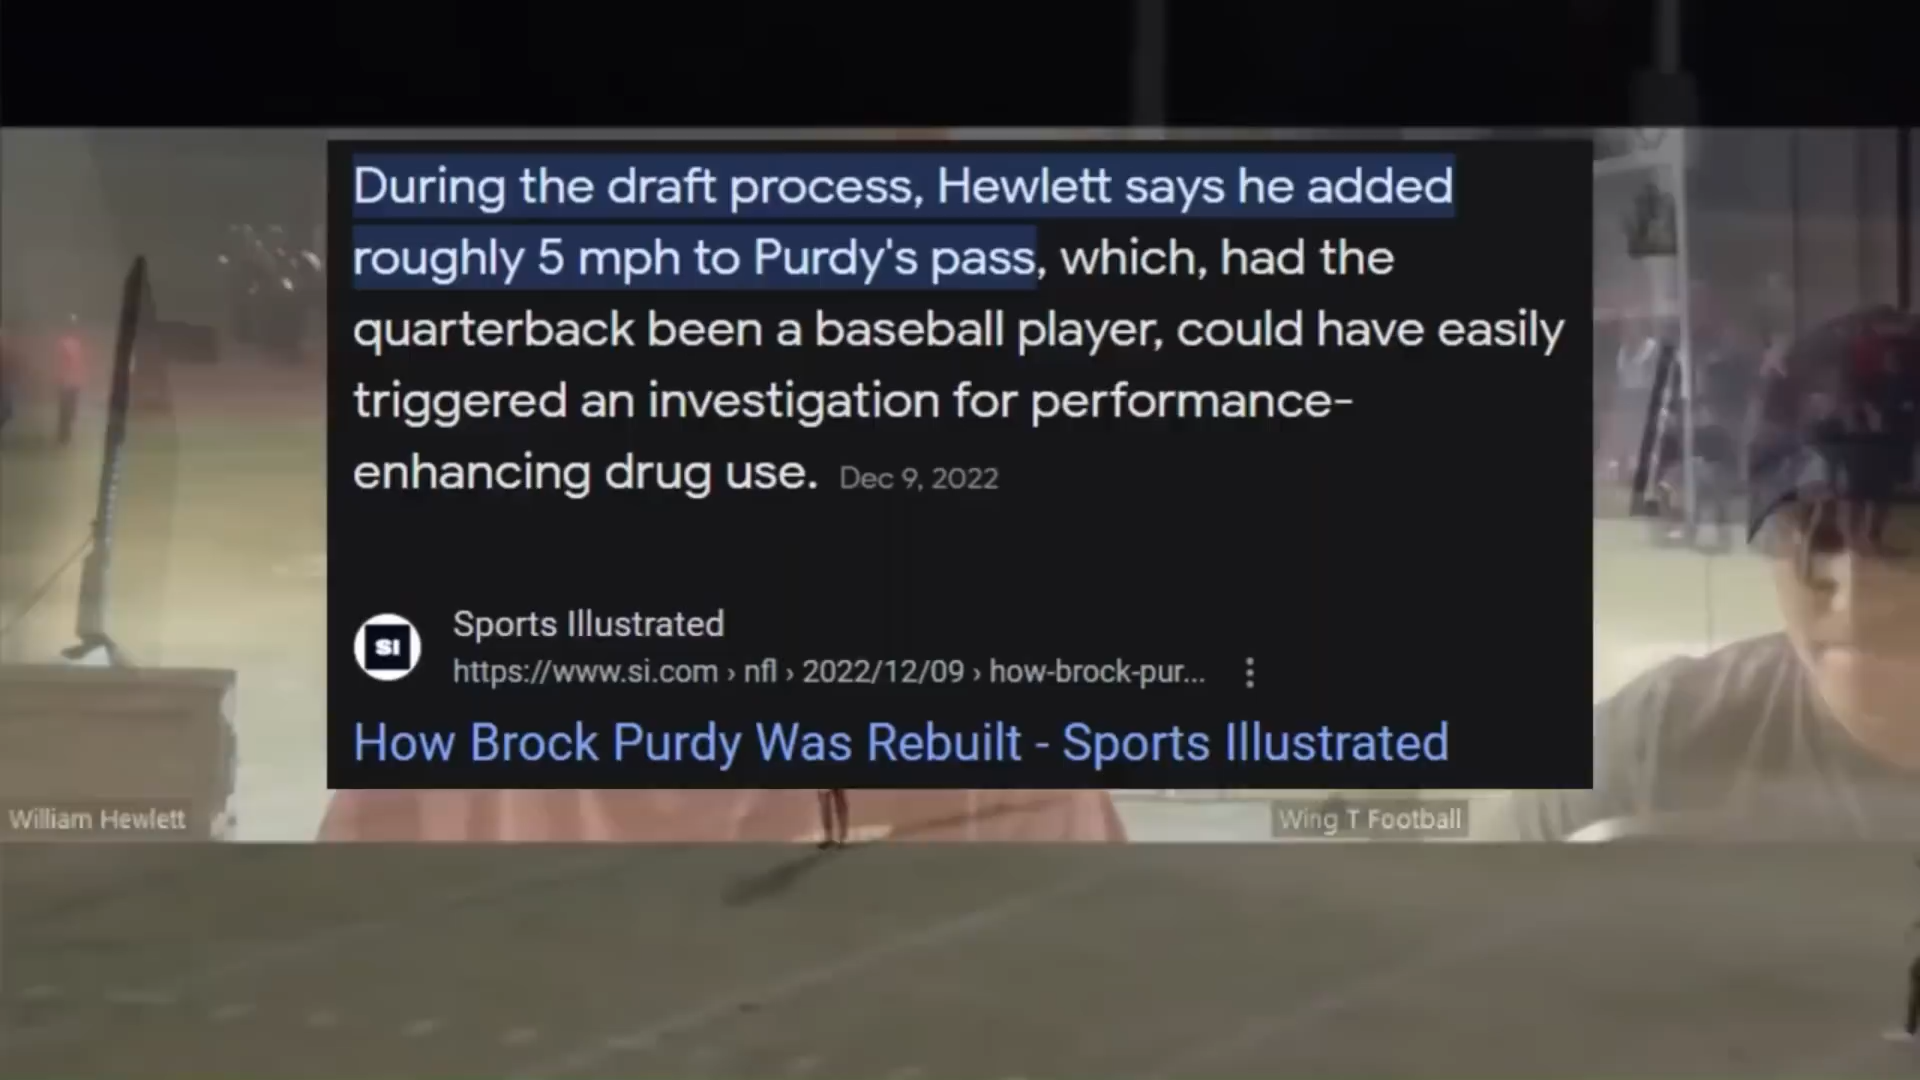 During the draft process, Hewlett says he added
roughly 5 mph to Purdy's pass, which, had the
quarterback been a baseball player, could have easily
triggered an investigation for performance-
enhancing drug use. Dec 9, 2022
SI
Sports Illustrated
https://www.si.com › nfl › 2022/12/09 › how-brock-pur...
How Brock Purdy Was Rebuilt - Sports Illustrated
William Hewlett
Wing T Football